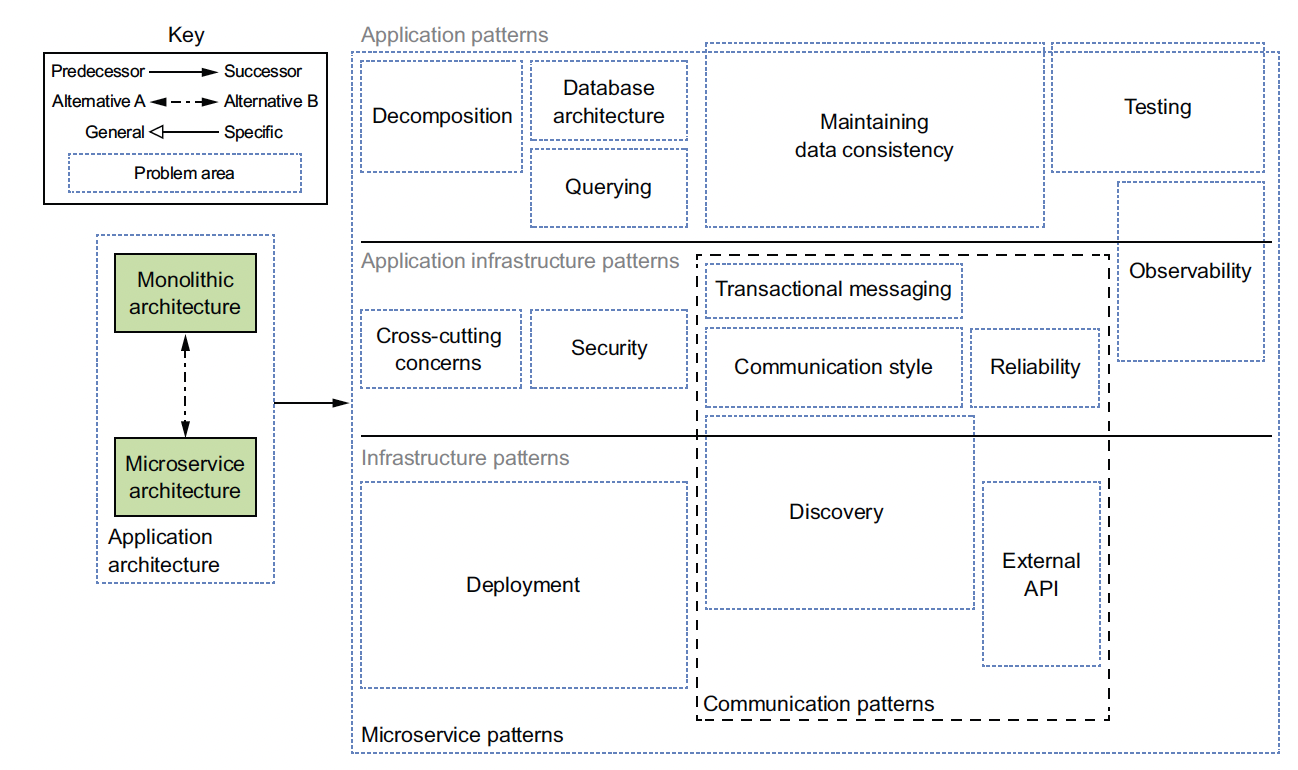 Key
Predecessor
Successor
Alternative A
Alternative B
General
Specific
Problem area
Monolithic
architecture
Microservice
architecture
Application
architecture
Application patterns
Decomposition
Database
architecture
Querying
Maintaining
data consistency
Testing
Observability
Application infrastructure patterns
Cross-cutting
concerns
Security
Transactional messaging
Communication style
Reliability
Infrastructure patterns
Deployment
Discovery
External
API
Communication patterns
Microservice patterns